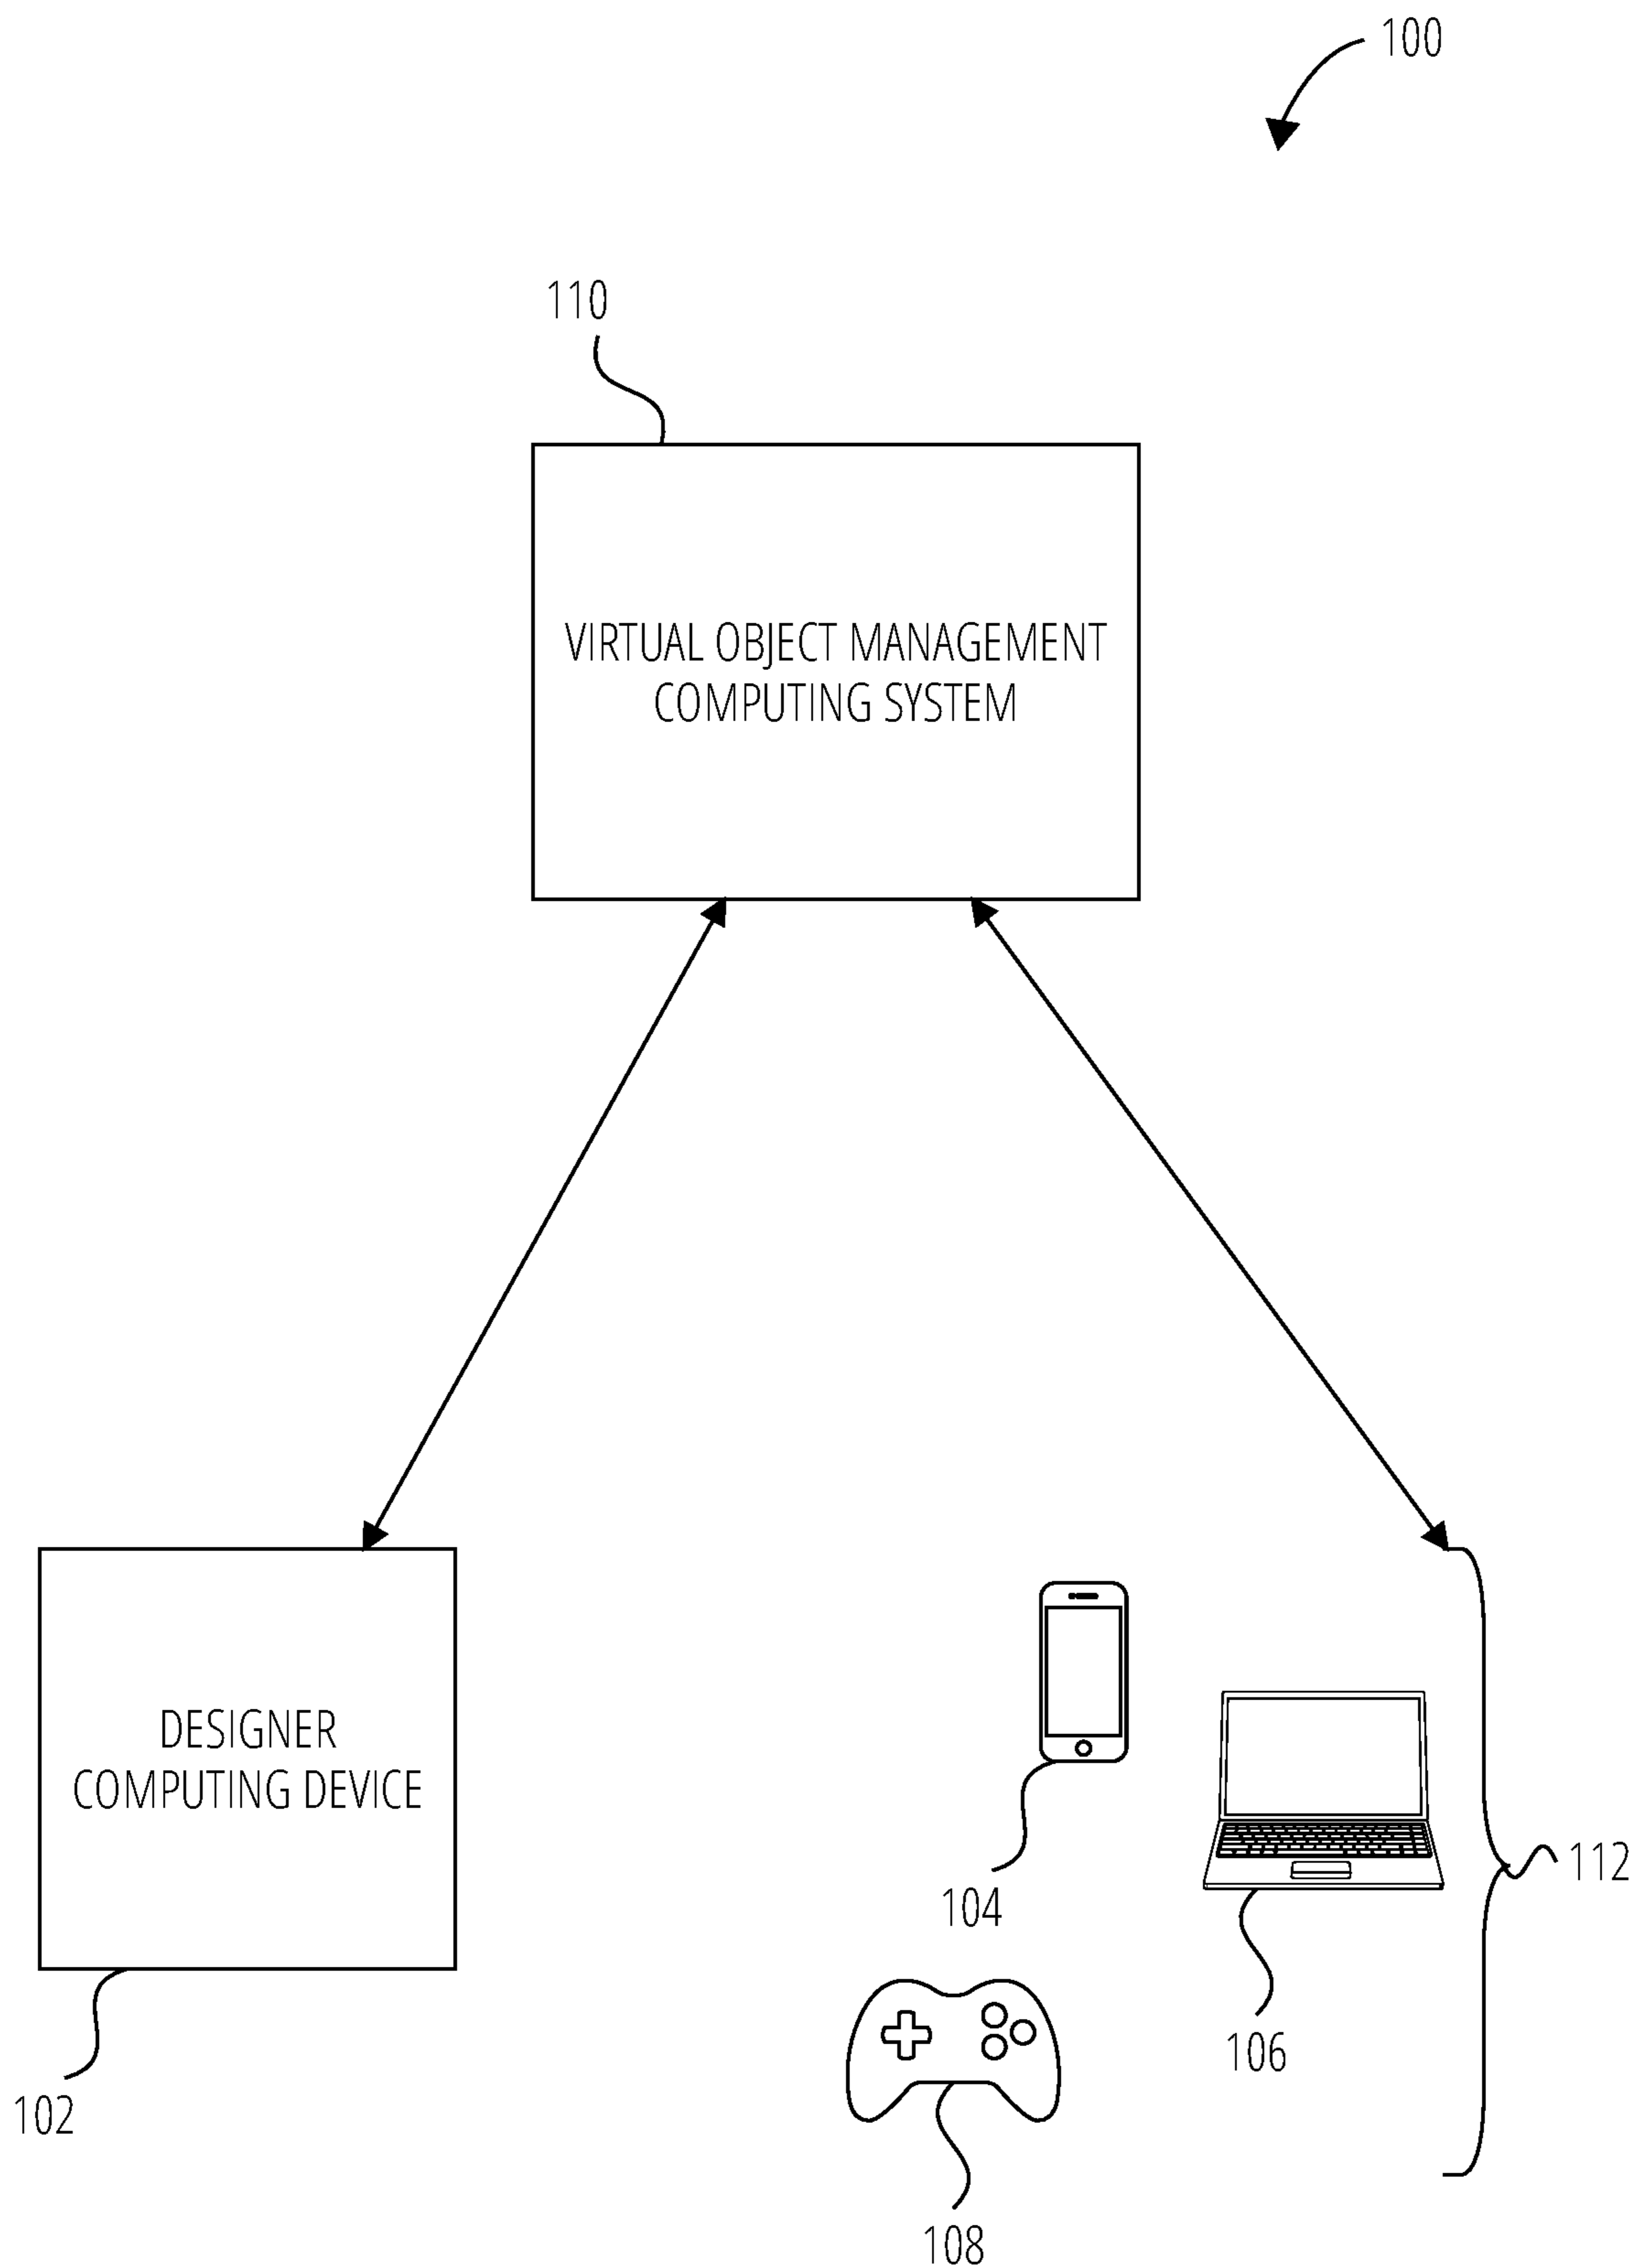 100
110
VIRTUAL OBJECT MANAGEMENT
COMPUTING SYSTEM
DESIGNER
COMPUTING DEVICE
112
104
106
102
108